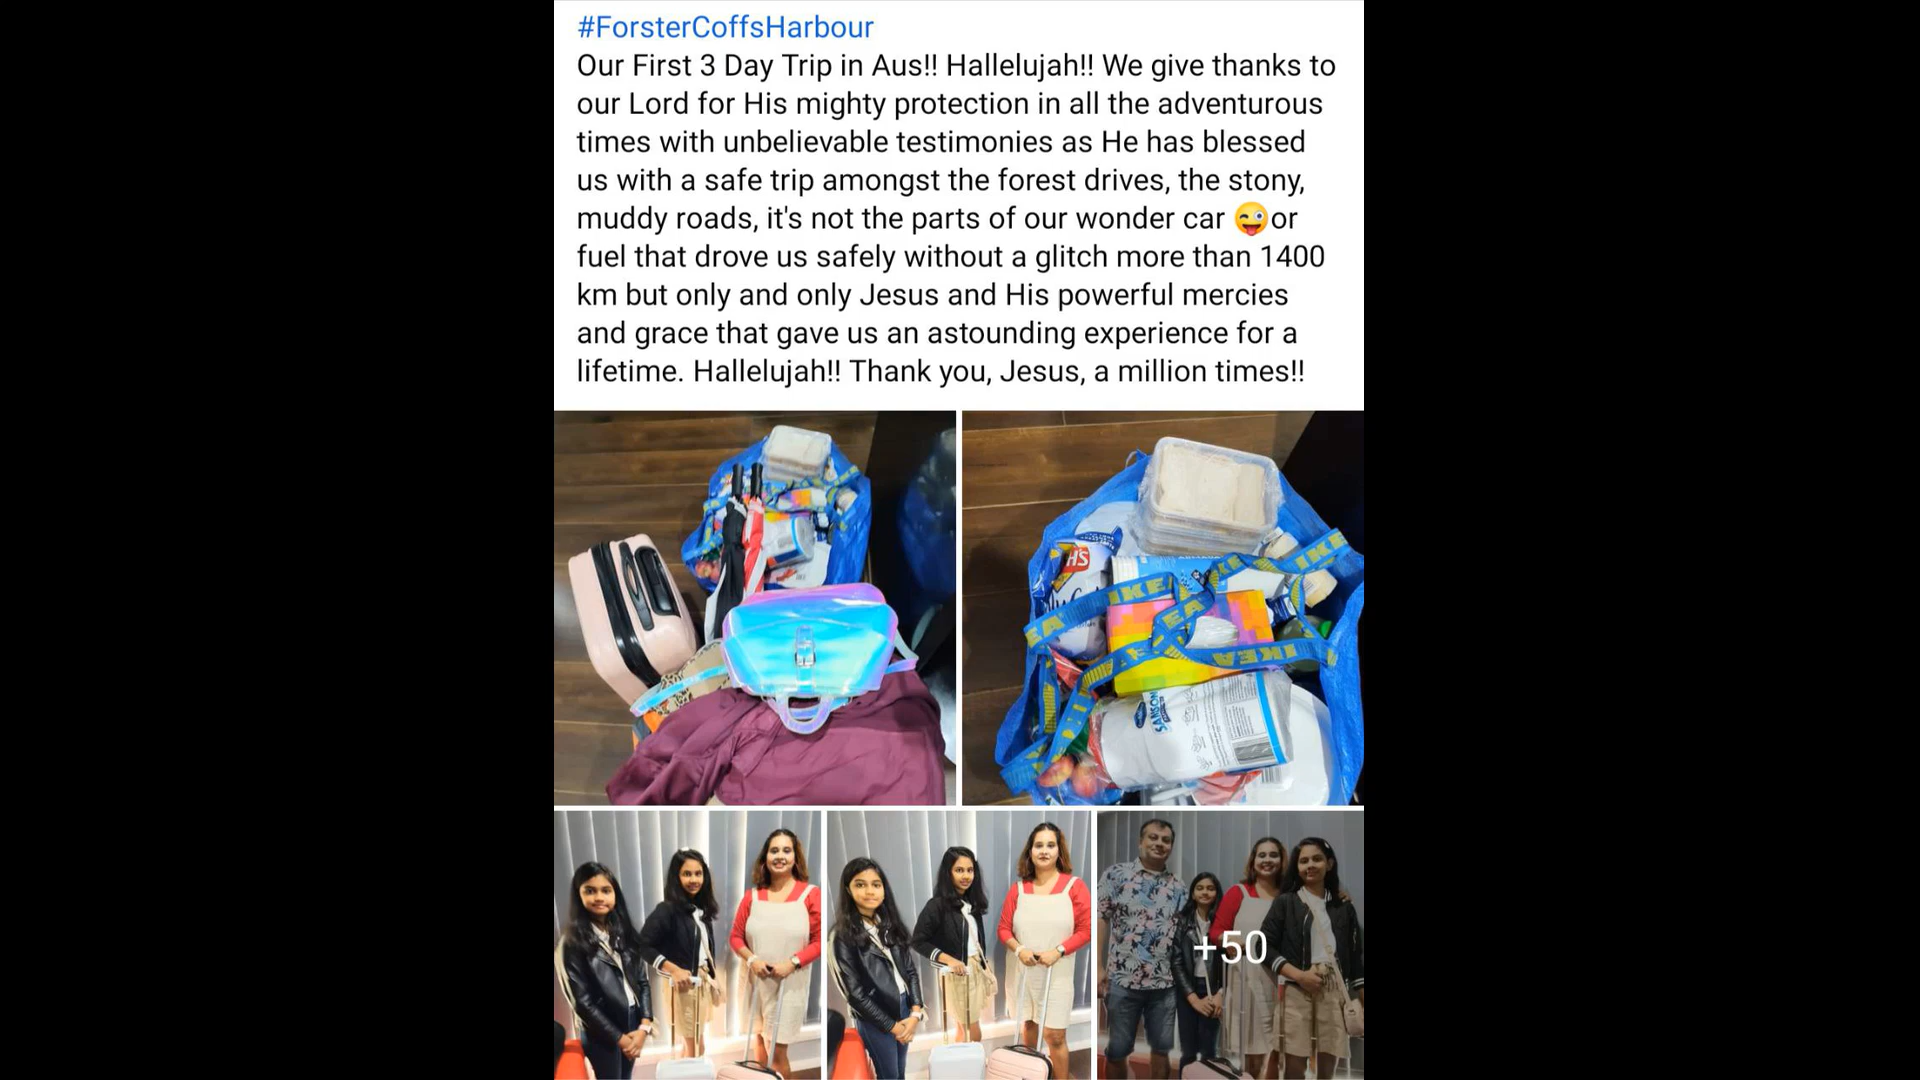 #ForsterCoffsHarbour
Our First 3 Day Trip in Aus!! Hallelujah!! We give thanks to
our Lord for His mighty protection in all the adventurous
times with unbelievable testimonies as He has blessed
us with a safe trip amongst the forest drives, the stony,
muddy roads, it's not the parts of our wonder car 😜or
fuel that drove us safely without a glitch more than 1400
km but only and only Jesus and His powerful mercies
and grace that gave us an astounding experience for a
lifetime. Hallelujah!! Thank you, Jesus, a million times!!
H'S
IKEA
IKE
EA
EA
IKEA
SANSON
+50